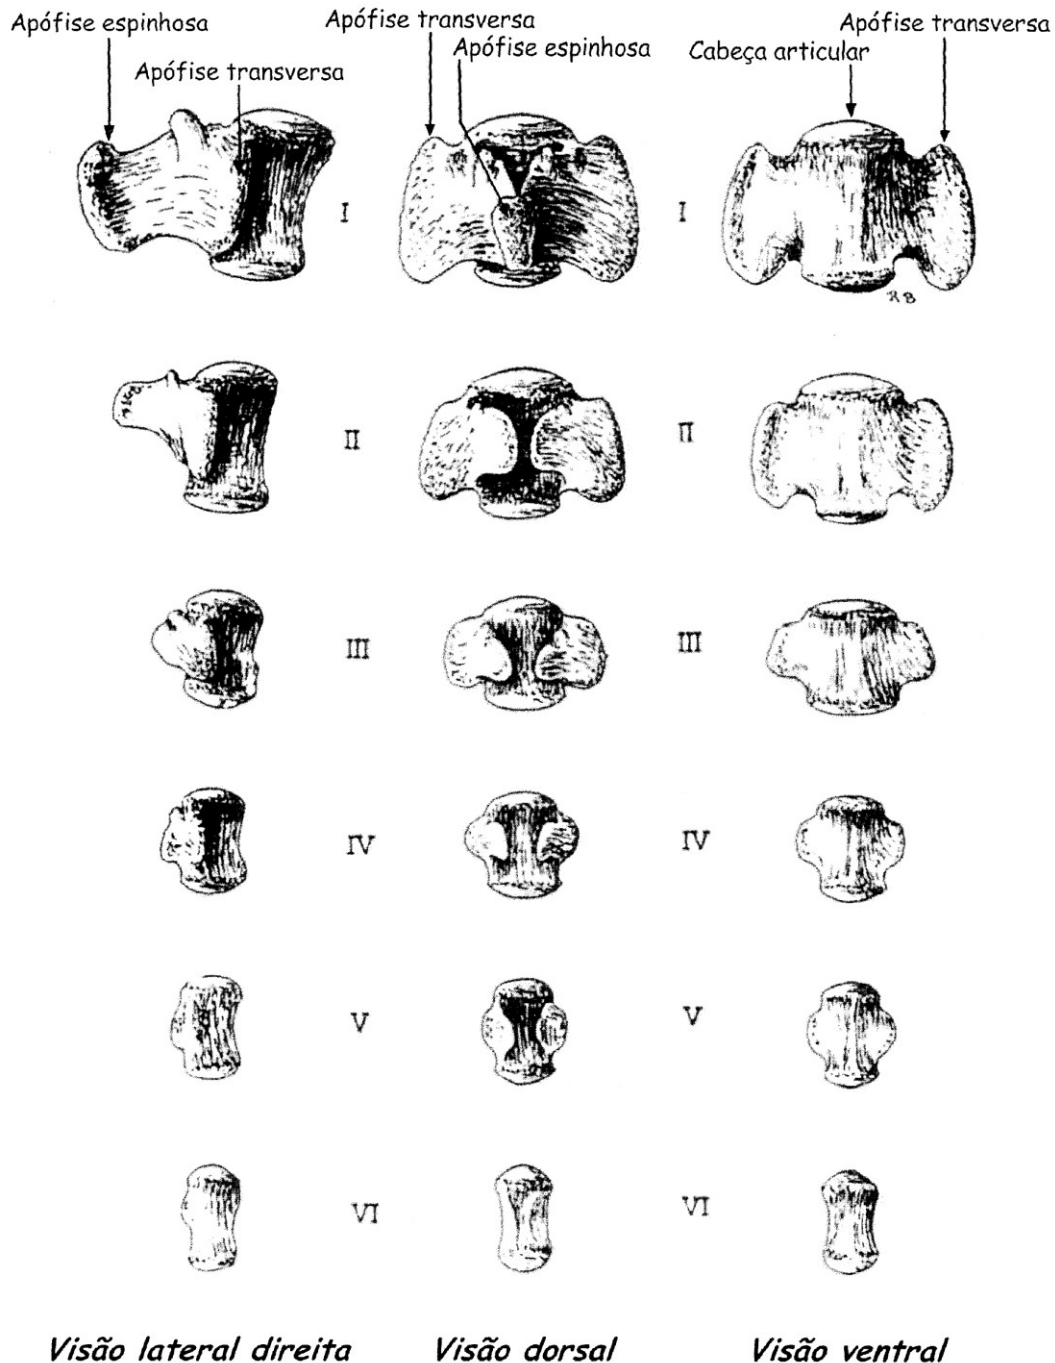 Apófise espinhosa
Apófise transversa
Apófise transversa
Apófise espinhosa
Cabeça articular
Apófise transversa
I
I
RB
II
II
III
III
IV
IV
V
V
VI
VI
Visão lateral direita
Visão dorsal
Visão ventral